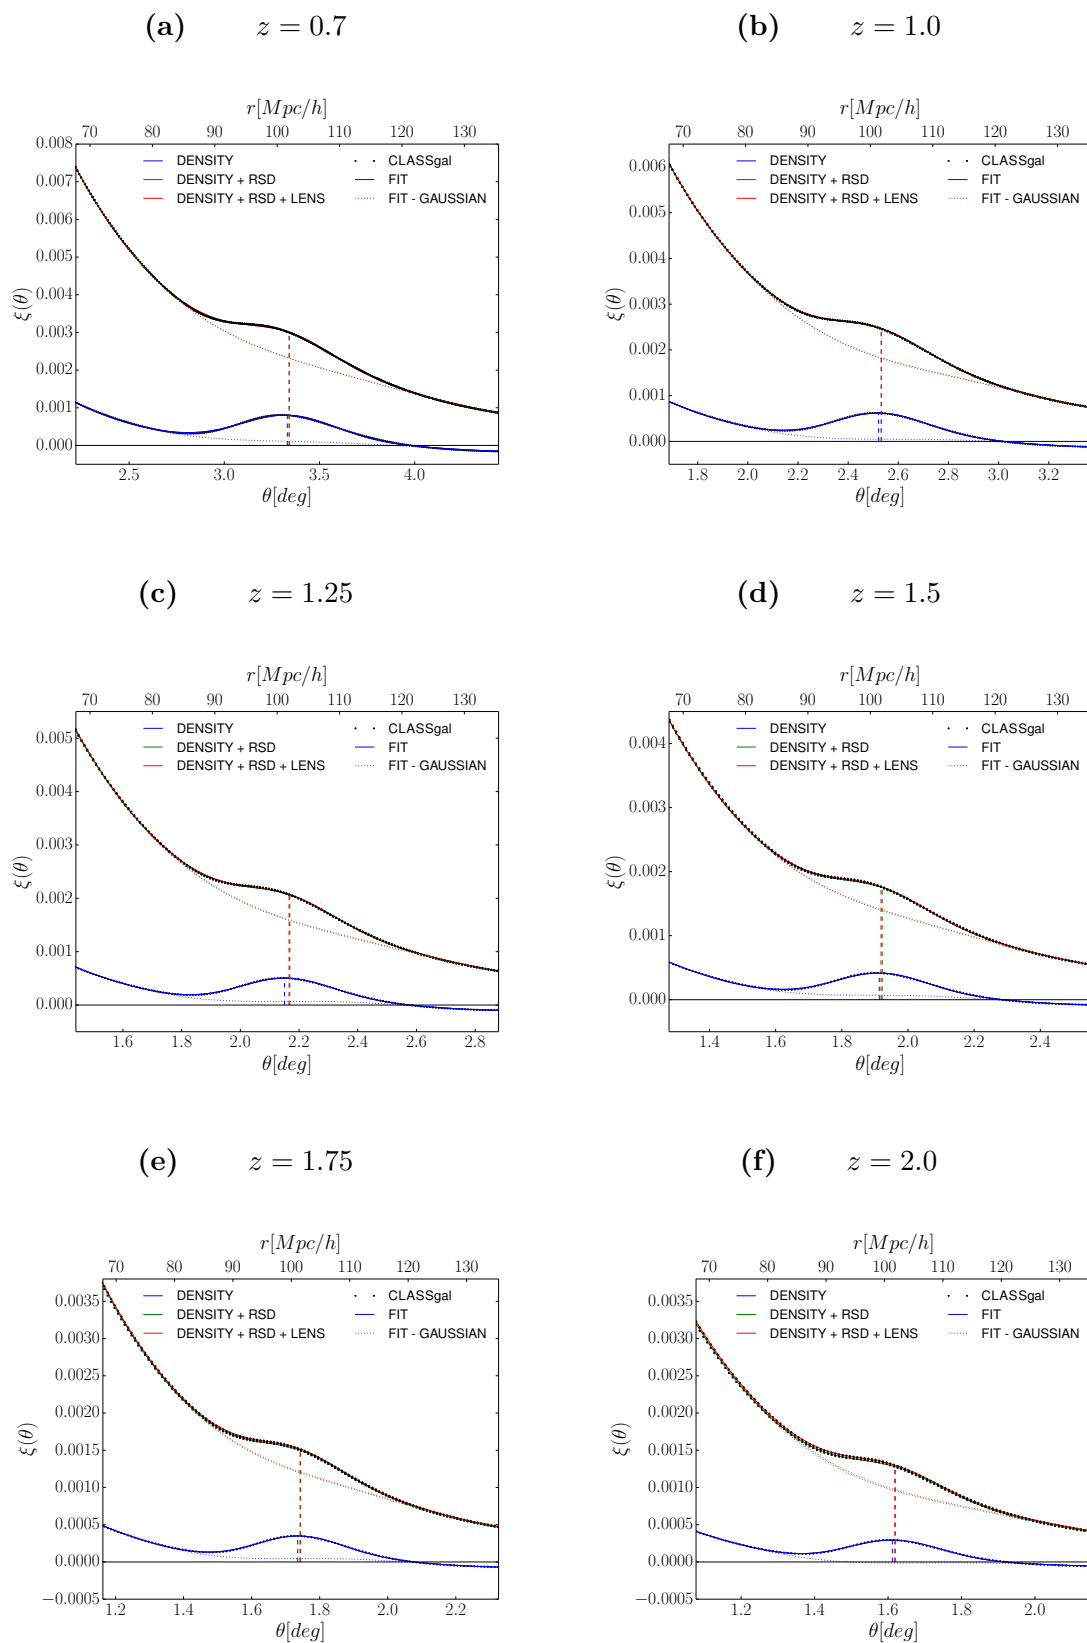 (a) z = 0.7
r[Mpc/h]
70 80 90 100 110 120 130
0.008
0.007
0.006
0.005
0.004
0.003
0.002
0.001
0.000
ξ(θ)
DENSITY
DENSITY + RSD
DENSITY + RSD + LENS
CLASSgal
FIT
FIT - GAUSSIAN
2.5 3.0 3.5 4.0
θ[deg]
(b) z = 1.0
r[Mpc/h]
70 80 90 100 110 120 130
0.006
0.005
0.004
0.003
0.002
0.001
0.000
ξ(θ)
DENSITY
DENSITY + RSD
DENSITY + RSD + LENS
CLASSgal
FIT
FIT - GAUSSIAN
1.8 2.0 2.2 2.4 2.6 2.8 3.0 3.2
θ[deg]
(c) z = 1.25
r[Mpc/h]
70 80 90 100 110 120 130
0.005
0.004
0.003
0.002
0.001
0.000
ξ(θ)
DENSITY
DENSITY + RSD
DENSITY + RSD + LENS
CLASSgal
FIT
FIT - GAUSSIAN
1.6 1.8 2.0 2.2 2.4 2.6 2.8
θ[deg]
(d) z = 1.5
r[Mpc/h]
70 80 90 100 110 120 130
0.004
0.003
0.002
0.001
0.000
ξ(θ)
DENSITY
DENSITY + RSD
DENSITY + RSD + LENS
CLASSgal
FIT
FIT - GAUSSIAN
1.4 1.6 1.8 2.0 2.2 2.4
θ[deg]
(e) z = 1.75
r[Mpc/h]
70 80 90 100 110 120 130
0.0035
0.0030
0.0025
0.0020
0.0015
0.0010
0.0005
0.0000
−0.0005
ξ(θ)
DENSITY
DENSITY + RSD
DENSITY + RSD + LENS
CLASSgal
FIT
FIT - GAUSSIAN
1.2 1.4 1.6 1.8 2.0 2.2
θ[deg]
(f) z = 2.0
r[Mpc/h]
70 80 90 100 110 120 130
0.0035
0.0030
0.0025
0.0020
0.0015
0.0010
0.0005
0.0000
−0.0005
ξ(θ)
DENSITY
DENSITY + RSD
DENSITY + RSD + LENS
CLASSgal
FIT
FIT - GAUSSIAN
1.2 1.4 1.6 1.8 2.0
θ[deg]